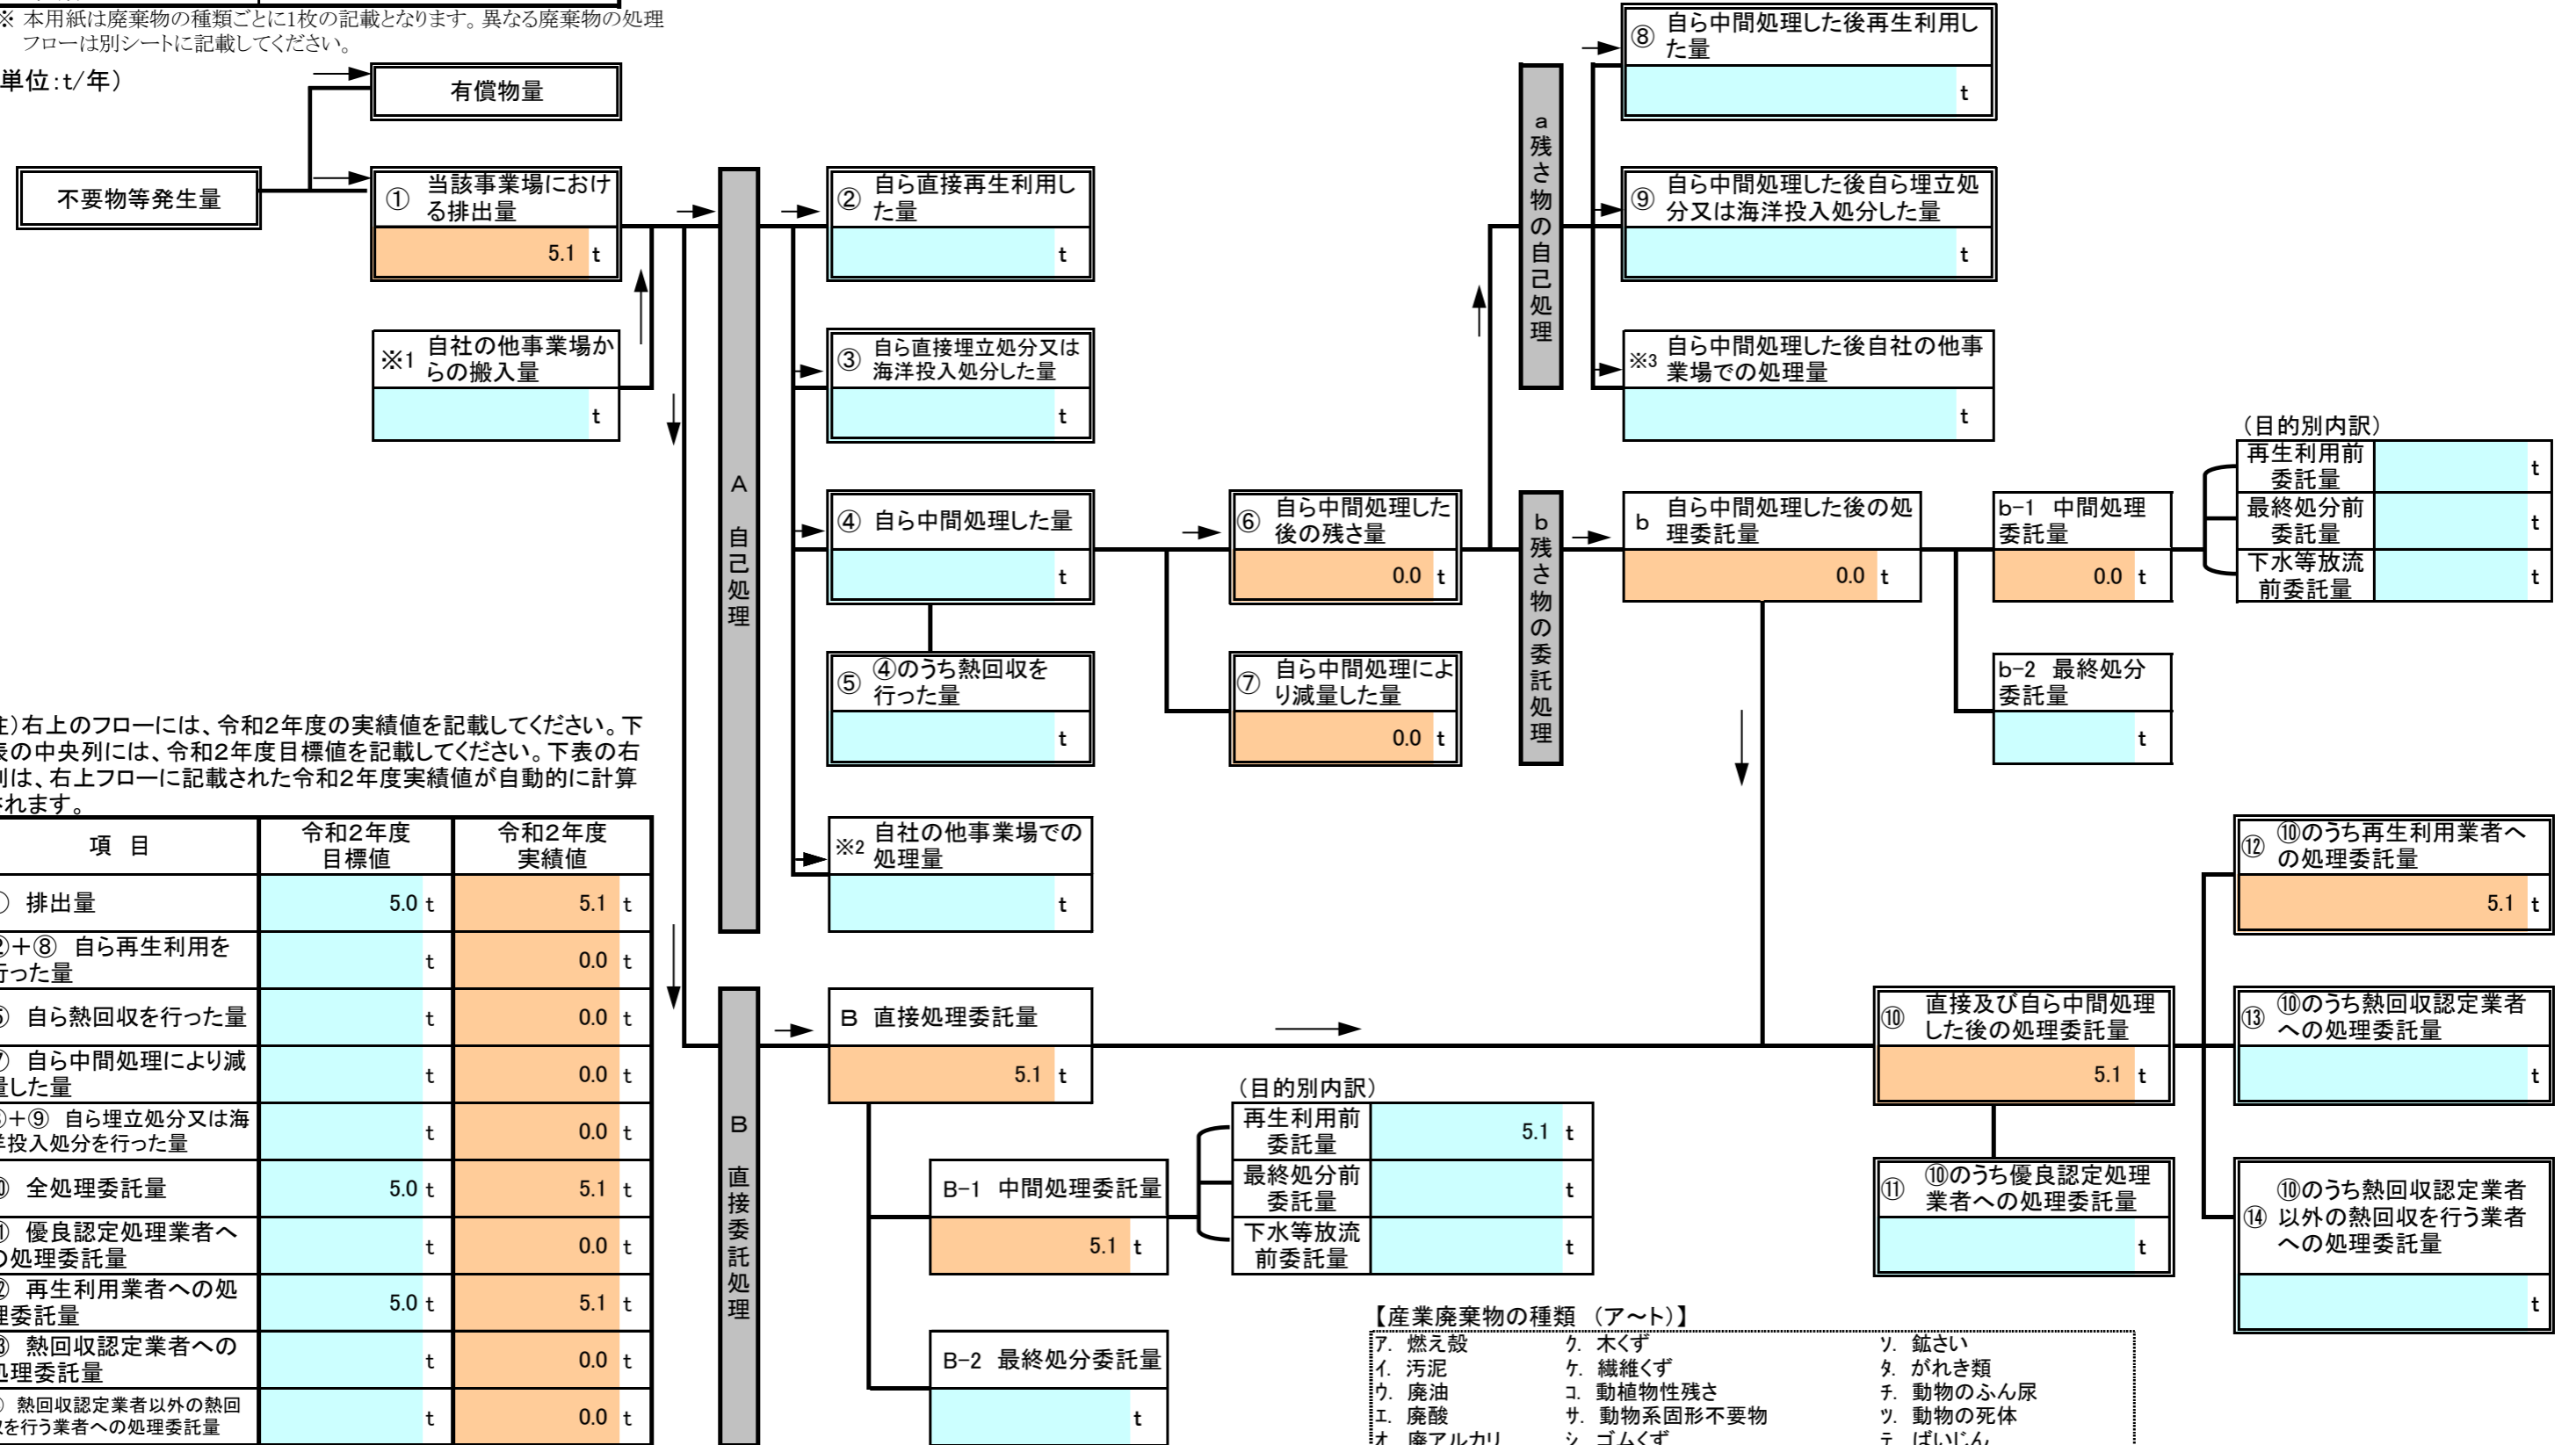 ※ 本用紙は廃棄物の種類ごとに1枚の記載となります。異なる廃棄物の処理
フローは別シートに記載してください。
単位:t/年)
有償物量
不要物等発生量
① 当該事業場におけ
る排出量
5.1 t
※1 自社の他事業場か
らの搬入量
t
A 自己処理
② 自ら直接再生利用し
た量
t
③ 自ら直接埋立処分又は
海洋投入処分した量
t
④ 自ら中間処理した量
t
⑤ ④のうち熱回収を
行った量
t
※2 自社の他事業場での
処理量
t
⑥ 自ら中間処理した
後の残さ量
0.0 t
⑦ 自ら中間処理によ
り減量した量
0.0 t
a残さ物の自己処理
⑧ 自ら中間処理した後再生利用し
た量
t
⑨ 自ら中間処理した後自ら埋立処
分又は海洋投入処分した量
t
※3 自ら中間処理した後自社の他事
業場での処理量
t
b残さ物の委託処理
b 自ら中間処理した後の処
理委託量
0.0 t
b-1 中間処理
委託量
0.0 t
b-2 最終処分
委託量
t
(目的別内訳)
再生利用前
委託量 t
最終処分前
委託量 t
下水等放流
前委託量 t
注)右上のフローには、令和2年度の実績値を記載してください。下
表の中央列には、令和2年度目標値を記載してください。下表の右
列は、右上フローに記載された令和2年度実績値が自動的に計算
されます。
項 目 令和2年度 目標値 令和2年度 実績値
① 排出量 5.0 t 5.1 t
②+⑧ 自ら再生利用を
行った量 t 0.0 t
⑤ 自ら熱回収を行った量 t 0.0 t
⑦ 自ら中間処理により減
量した量 t 0.0 t
③+⑨ 自ら埋立処分又は海
洋投入処分を行った量 t 0.0 t
⑩ 全処理委託量 5.0 t 5.1 t
⑪ 優良認定処理業者へ
の処理委託量 t 0.0 t
⑫ 再生利用業者への処
理委託量 5.0 t 5.1 t
⑬ 熱回収認定業者への
処理委託量 t 0.0 t
熱回収認定業者以外の熱回
収を行う業者への処理委託量 t 0.0 t
B 直接委託処理
B 直接処理委託量
5.1 t
B-1 中間処理委託量
5.1 t
B-2 最終処分委託量
t
(目的別内訳)
再生利用前
委託量 5.1 t
最終処分前
委託量 t
下水等放流
前委託量 t
⑩ 直接及び自ら中間処理
した後の処理委託量
5.1 t
⑪ ⑩のうち優良認定処理
業者への処理委託量
t
⑫ ⑩のうち再生利用業者へ
の処理委託量
5.1 t
⑬ ⑩のうち熱回収認定業者
への処理委託量
t
⑭ ⑩のうち熱回収認定業者
以外の熱回収を行う業者
への処理委託量
t
【産業廃棄物の種類 (ア~ト)】
ア. 燃え殻 ク. 木くず ソ. 鉱さい
イ. 汚泥 ケ. 繊維くず タ. がれき類
ウ. 廃油 コ. 動植物性残さ チ. 動物のふん尿
エ. 廃酸 サ. 動物系固形不要物 ツ. 動物の死体
オ. 廃アルカリ シ. ゴムくず テ. ばいじん